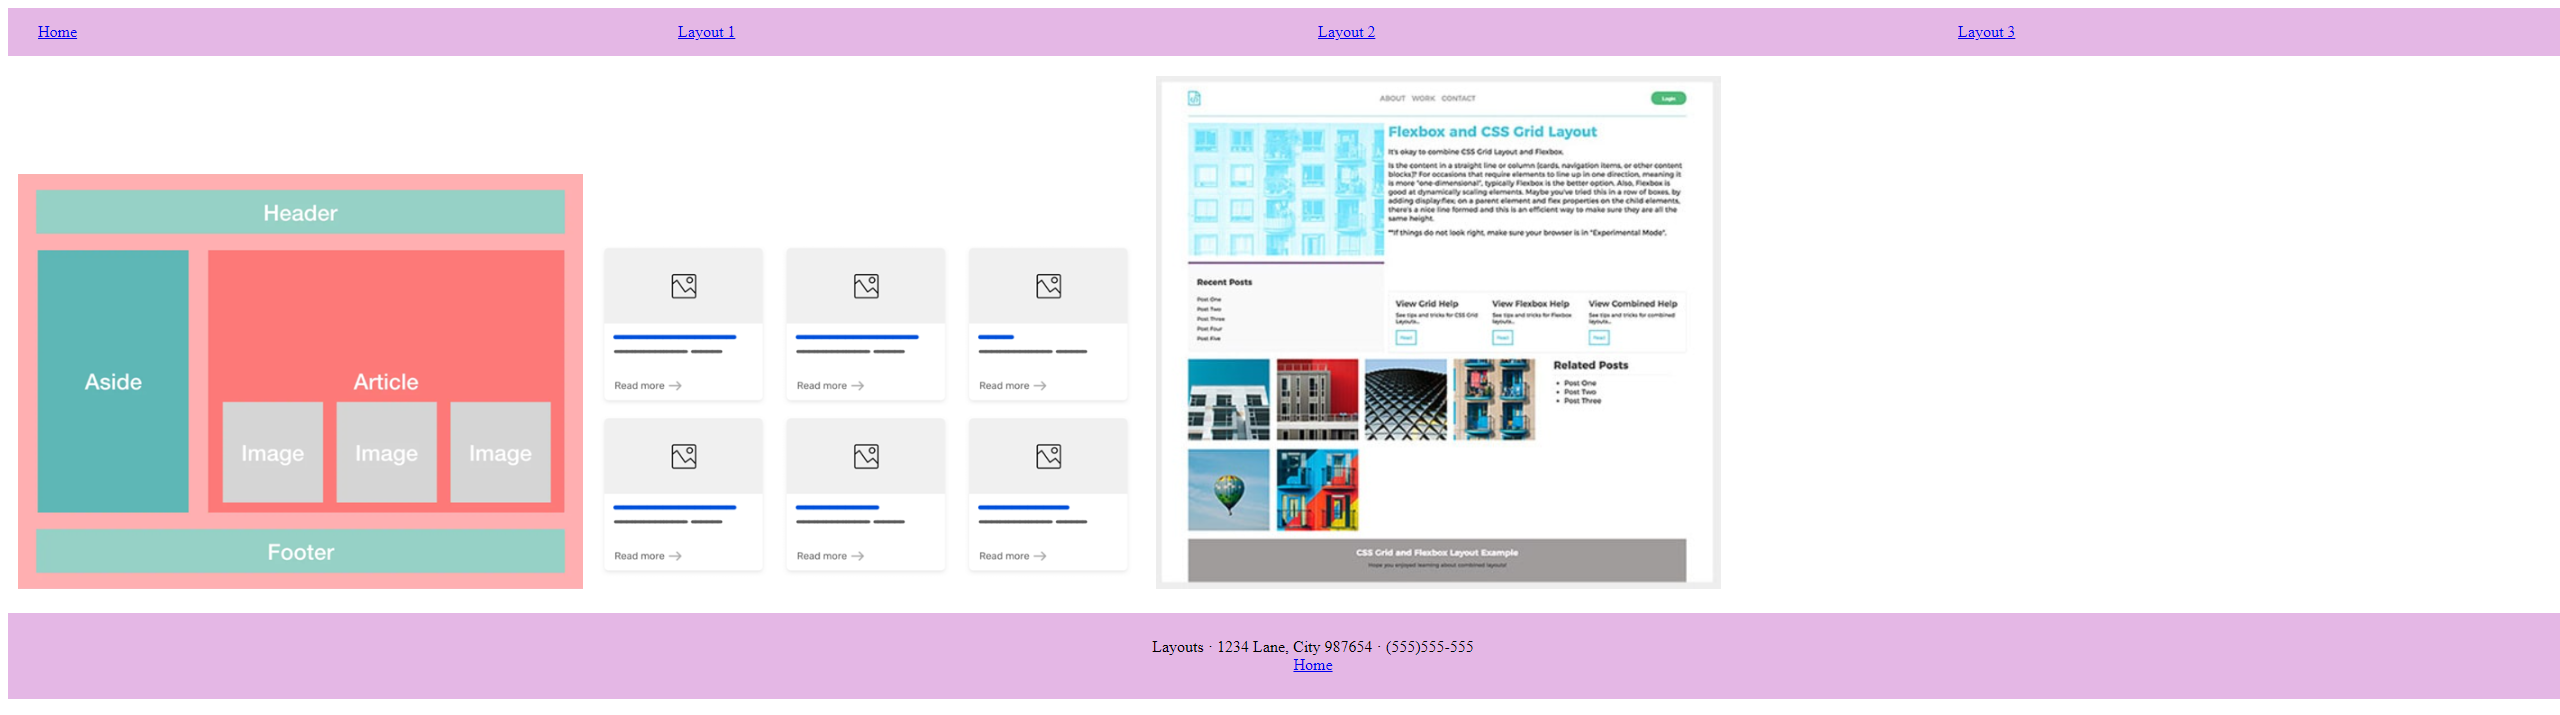 Home
Layout 1
Layout 2
Layout 3
Header
Aside
Article
Image
Image
Image
Footer
Read more
Read more
Read more
Read more
Read more
Read more
ABOUT WORK CONTACT
Login
Flexbox and CSS Grid Layout
It's okay to combine CSS Grid Layout and Flexbox.
Is the content in a straight line or column (cards, navigation items, or other content
blocks)? For occasions that require elements to line up in one direction, meaning it
is more "one-dimensional", typically Flexbox is the better option. Also, Flexbox is
good at dynamically scaling elements. Maybe you've tried this in a row of boxes, by
adding display:flex; on a parent element and flex properties on the child elements,
there's a nice line formed and this is an efficient way to make sure they are all the
same height.
**If things do not look right, make sure your browser is in "Experimental Mode".
Recent Posts
Post One
Post Two
Post Three
Post Four
Post Five
View Grid Help
See tips and tricks for CSS Grid
Layouts...
Read
View Flexbox Help
See tips and tricks for Flexbox
layouts...
Read
View Combined Help
See tips and tricks for combined
layouts...
Read
Related Posts
• Post One
• Post Two
• Post Three
CSS Grid and Flexbox Layout Example
Hope you enjoyed learning about combined layouts!
Layouts · 1234 Lane, City 987654 · (555)555-555
Home